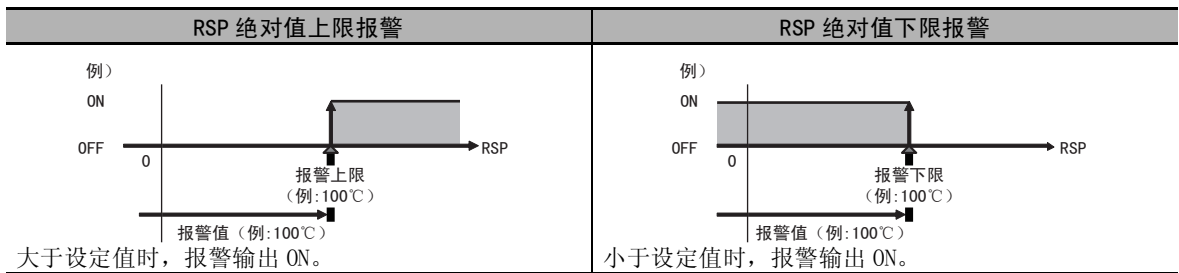 RSP 绝对值上限报警
例）
ON
OFF
0
RSP
报警上限
（例:100℃）
报警值（例:100℃）
大于设定值时，报警输出 ON。
RSP 绝对值下限报警
例）
ON
OFF
0
RSP
报警下限
（例:100℃）
报警值（例:100℃）
小于设定值时，报警输出 ON。